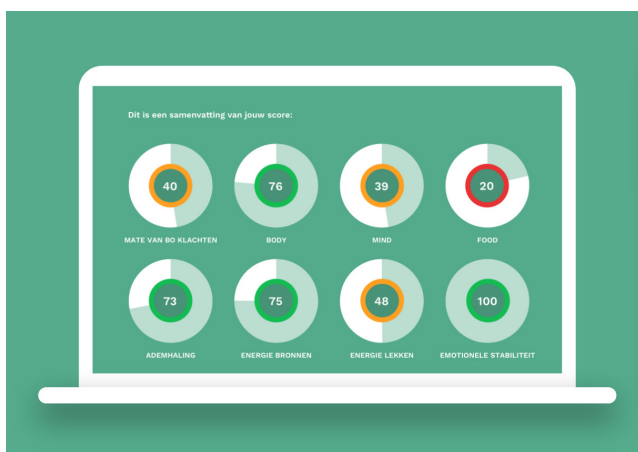 Dit is een samenvatting van jouw score:
40
76
39
20
MATE VAN BO KLACHTEN
BODY
MIND
FOOD
73
75
48
100
ADEMHALING
ENERGIE BRONNEN
ENERGIE LEKKEN
EMOTIONELE STABILITEIT